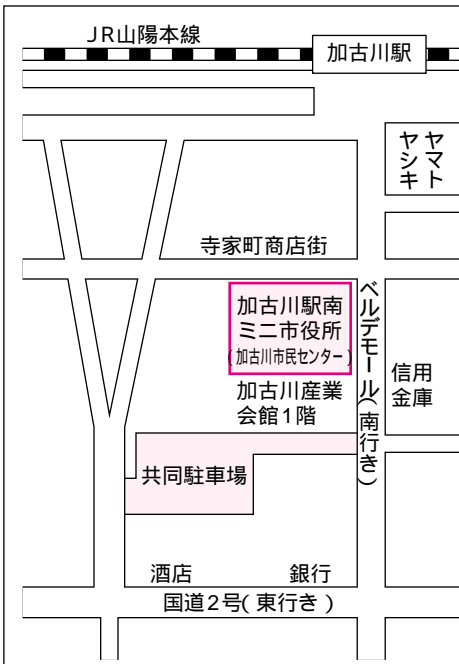 JR山陽本線
加古川駅
ヤマト
ヤシキ
寺家町商店街
加古川駅南
ミニ市役所
(加古川市民センター)
ベルデモール(南行き)
信用
金庫
加古川産業
会館1階
共同駐車場
酒店
銀行
国道2号(東行き)